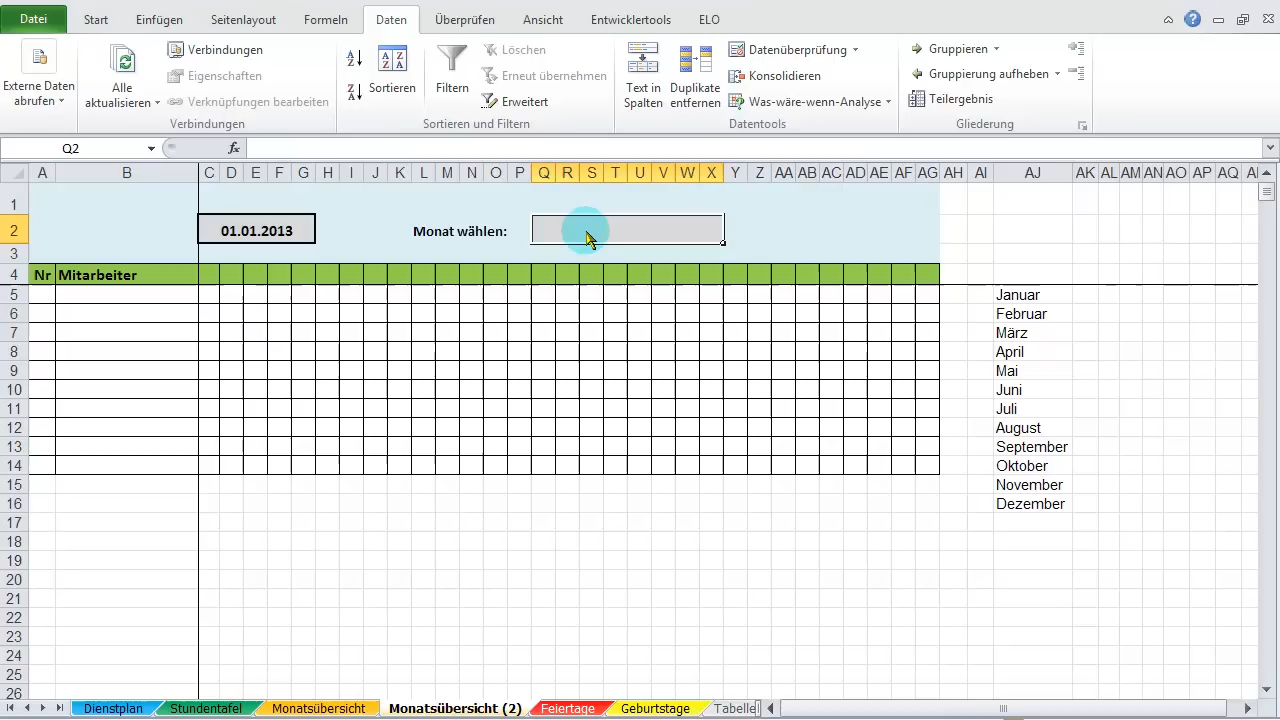 Datei Start Einfügen Seitenlayout Formeln Daten Überprüfen Ansicht Entwicklertools ELO
Externe Daten abrufen
Alle aktualisieren
Verbindungen
Eigenschaften
Verknüpfungen bearbeiten
Verbindungen
Sortieren
Filtern
Löschen
Erneut übernehmen
Erweitert
Sortieren und Filtern
Text in Spalten
Duplikate entfernen
Datenüberprüfung
Konsolidieren
Was-wäre-wenn-Analyse
Datentools
Gruppieren
Gruppierung aufheben
Teilergebnis
Gliederung
Q2 fx
A B C D E F G H I J K L M N O P Q R S T U V W X Y Z AA AB AC AD AE AF AG AH AI AJ AK AL AM AN AO AP AQ
1
2 01.01.2013 Monat wählen:
3
4 Nr Mitarbeiter
5 Januar
6 Februar
7 März
8 April
9 Mai
10 Juni
11 Juli
12 August
13 September
14 Oktober
15 November
16 Dezember
17
18
19
20
21
22
23
24
25
26
Dienstplan Stundentafel Monatsübersicht Monatsübersicht (2) Feiertage Geburtstage Tabelle